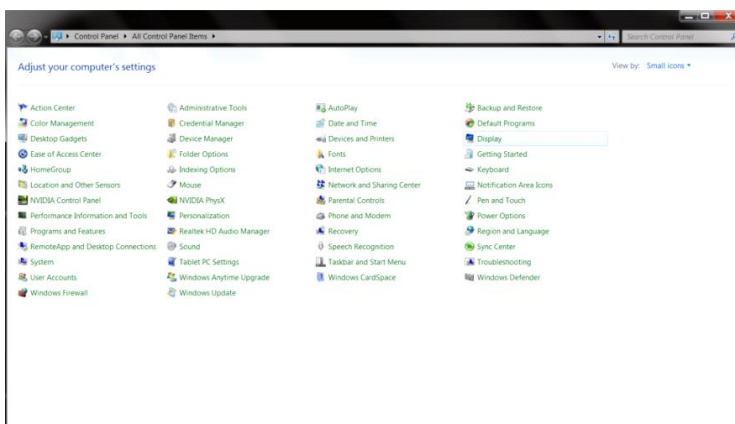 Control Panel ▸ All Control Panel Items ▸ Search Control Panel
Adjust your computer's settings View by: Small icons
Action Center Administrative Tools AutoPlay Backup and Restore
Color Management Credential Manager Date and Time Default Programs
Desktop Gadgets Device Manager Devices and Printers Display
Ease of Access Center Folder Options Fonts Getting Started
HomeGroup Indexing Options Internet Options Keyboard
Location and Other Sensors Mouse Network and Sharing Center Notification Area Icons
NVIDIA Control Panel NVIDIA PhysX Parental Controls Pen and Touch
Performance Information and Tools Personalization Phone and Modem Power Options
Programs and Features Realtek HD Audio Manager Recovery Region and Language
RemoteApp and Desktop Connections Sound Speech Recognition Sync Center
System Tablet PC Settings Taskbar and Start Menu Troubleshooting
User Accounts Windows Anytime Upgrade Windows CardSpace Windows Defender
Windows Firewall Windows Update